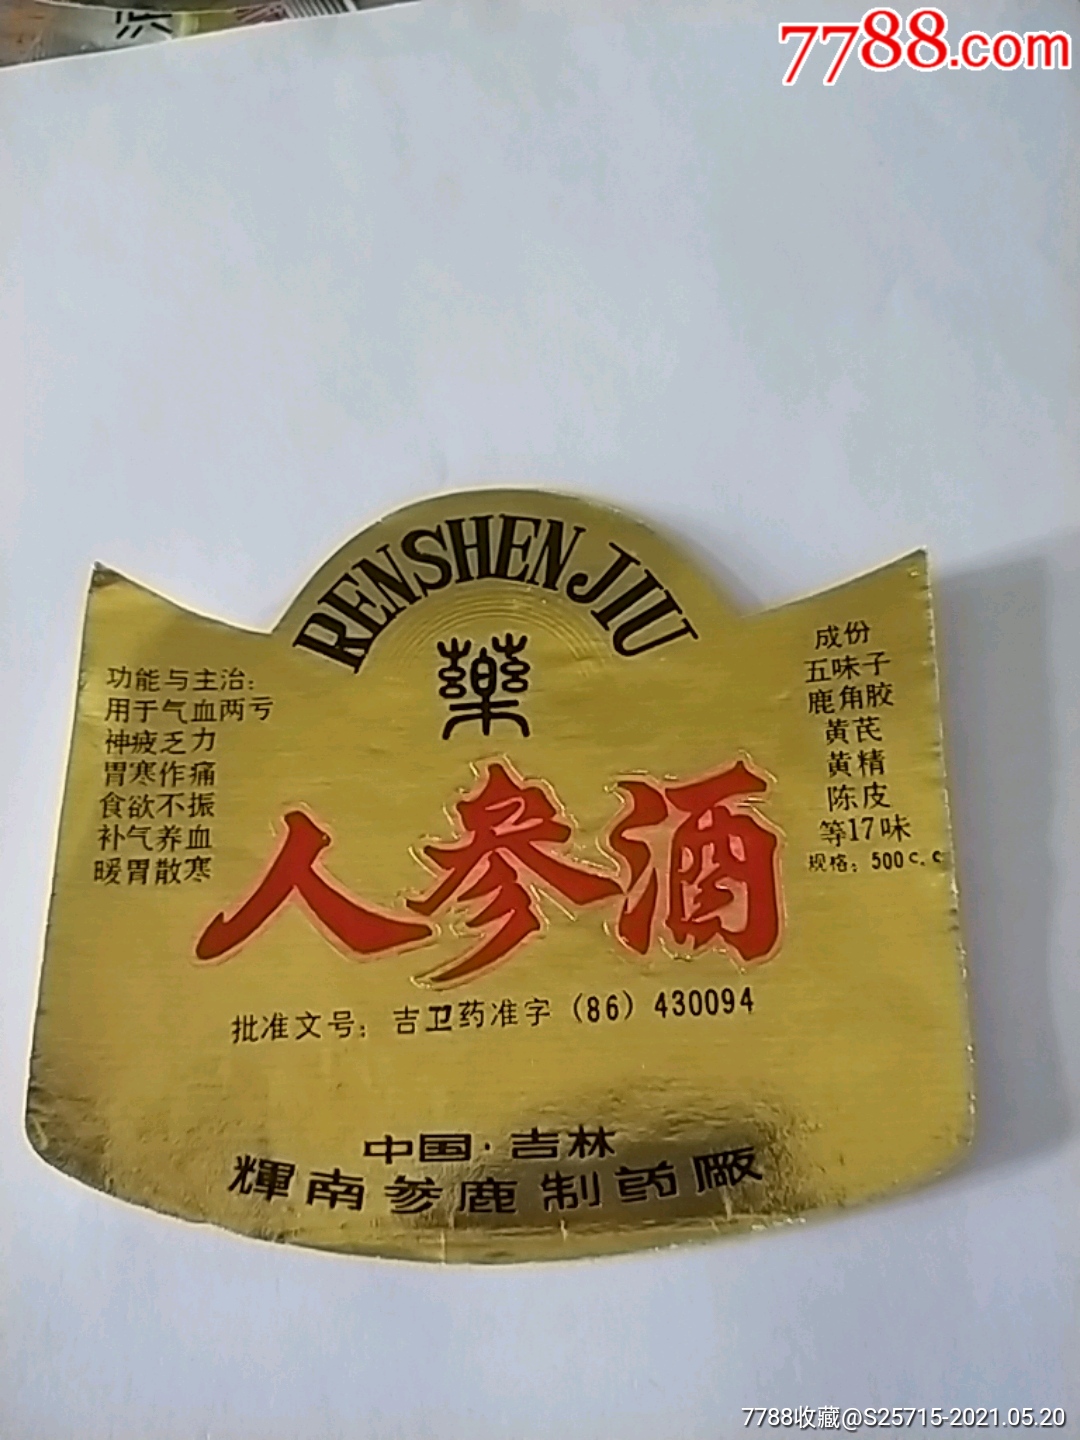 7788.com
RENSHEN JIU
藥
功能与主治:
用于气血两亏
神疲乏力
胃寒作痛
食欲不振
补气养血
暖胃散寒
成份
五味子
鹿角胶
黄芪
黄精
陈皮
等17味
规格: 500c.c
人参酒
批准文号: 吉卫药准字 (86) 430094
中国·吉林
輝南参鹿制药厰
7788收藏@S25715-2021.05.20